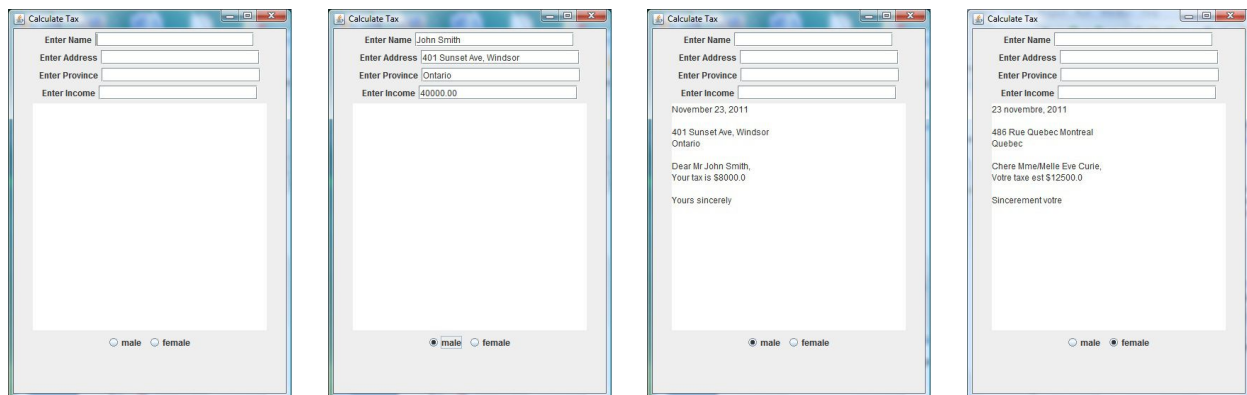 Calculate Tax
Enter Name
Enter Address
Enter Province
Enter Income
male female
Calculate Tax
Enter Name John Smith
Enter Address 401 Sunset Ave, Windsor
Enter Province Ontario
Enter Income 40000.00
male female
Calculate Tax
Enter Name
Enter Address
Enter Province
Enter Income
November 23, 2011
401 Sunset Ave, Windsor
Ontario
Dear Mr John Smith,
Your tax is $8000.0
Yours sincerely
male female
Calculate Tax
Enter Name
Enter Address
Enter Province
Enter Income
23 novembre, 2011
486 Rue Quebec Montreal
Quebec
Chere Mme/Melle Eve Curie,
Votre taxe est $12500.0
Sincerement votre
male female